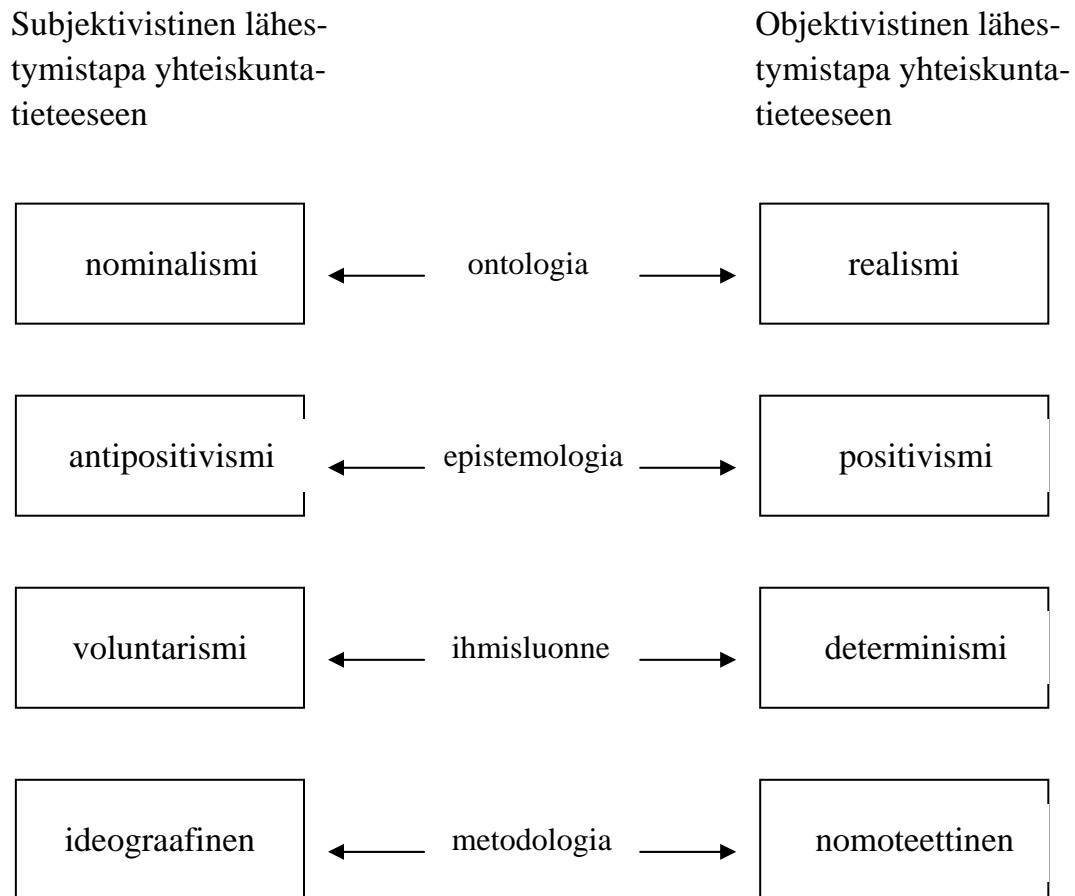 Subjektivistinen lähes-
tymistapa yhteiskunta-
tieteeseen
Objektivistinen lähes-
tymistapa yhteiskunta-
tieteeseen
nominalismi
ontologia
realismi
antipositivismi
epistemologia
positivismi
voluntarismi
ihmisluonne
determinismi
ideograafinen
metodologia
nomoteettinen